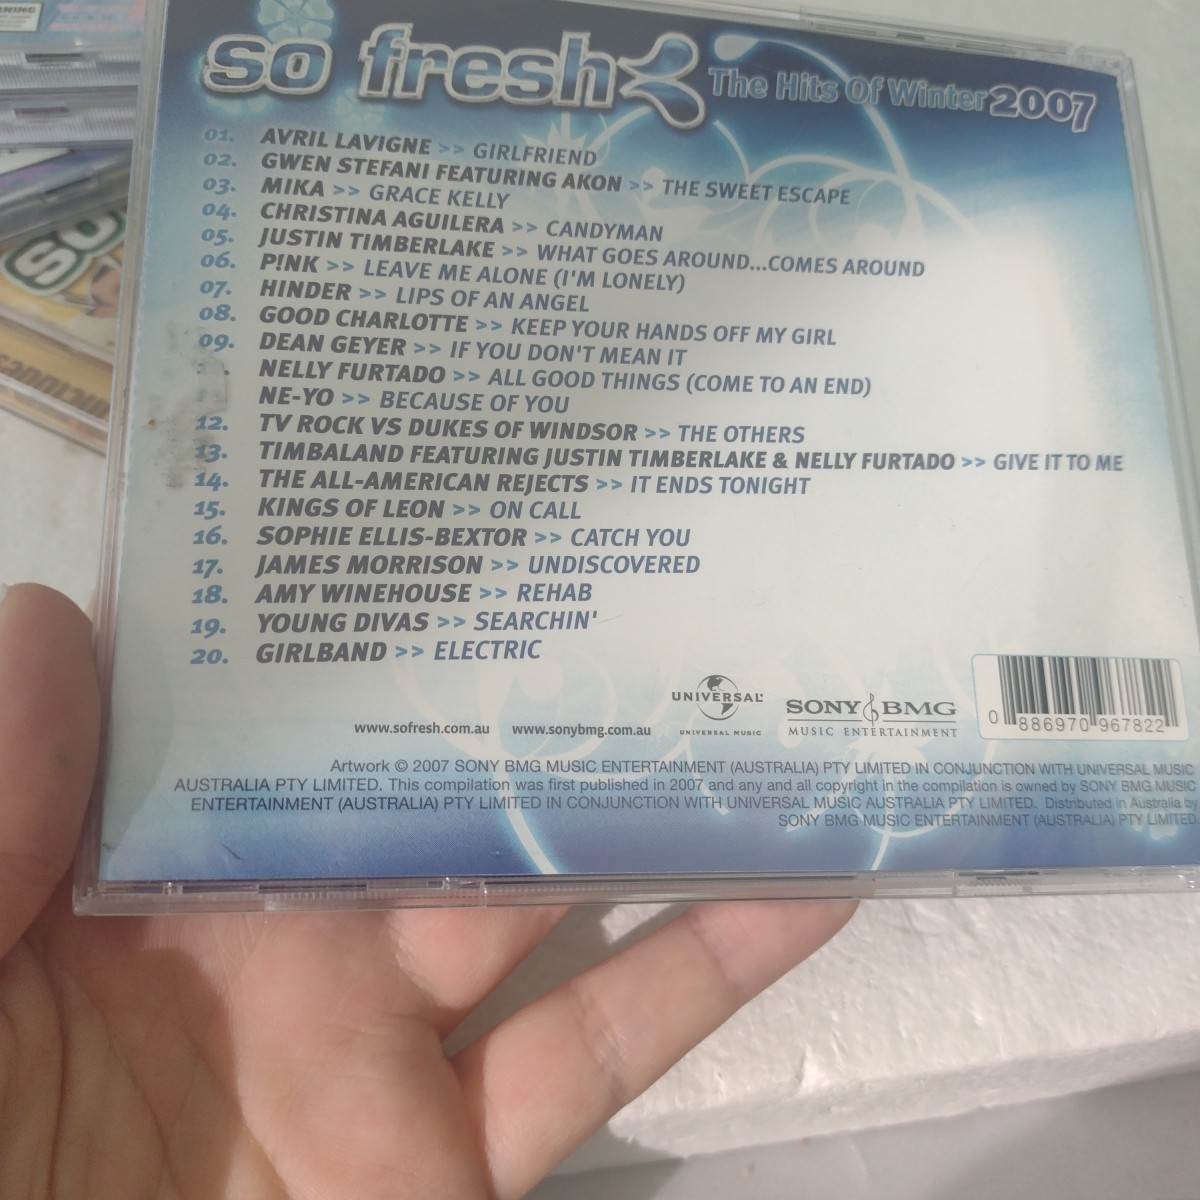 RNING
SO
so fresh The Hits Of Winter 2007
01. AVRIL LAVIGNE >> GIRLFRIEND
02. GWEN STEFANI FEATURING AKON >> THE SWEET ESCAPE
03. MIKA >> GRACE KELLY
04. CHRISTINA AGUILERA >> CANDYMAN
05. JUSTIN TIMBERLAKE >> WHAT GOES AROUND...COMES AROUND
06. P!NK >> LEAVE ME ALONE (I'M LONELY)
07. HINDER >> LIPS OF AN ANGEL
08. GOOD CHARLOTTE >> KEEP YOUR HANDS OFF MY GIRL
09. DEAN GEYER >> IF YOU DON'T MEAN IT
NELLY FURTADO >> ALL GOOD THINGS (COME TO AN END)
NE-YO >> BECAUSE OF YOU
12. TV ROCK VS DUKES OF WINDSOR >> THE OTHERS
13. TIMBALAND FEATURING JUSTIN TIMBERLAKE & NELLY FURTADO >> GIVE IT TO ME
14. THE ALL-AMERICAN REJECTS >> IT ENDS TONIGHT
15. KINGS OF LEON >> ON CALL
16. SOPHIE ELLIS-BEXTOR >> CATCH YOU
17. JAMES MORRISON >> UNDISCOVERED
18. AMY WINEHOUSE >> REHAB
19. YOUNG DIVAS >> SEARCHIN'
20. GIRLBAND >> ELECTRIC
www.sofresh.com.au www.sonybmg.com.au
UNIVERSAL
UNIVERSAL MUSIC
SONY BMG
MUSIC ENTERTAINMENT
0 886970 967822
Artwork © 2007 SONY BMG MUSIC ENTERTAINMENT (AUSTRALIA) PTY LIMITED IN CONJUNCTION WITH UNIVERSAL MUSIC
AUSTRALIA PTY LIMITED. This compilation was first published in 2007 and any and all copyright in the compilation is owned by SONY BMG MUSIC
ENTERTAINMENT (AUSTRALIA) PTY LIMITED IN CONJUNCTION WITH UNIVERSAL MUSIC AUSTRALIA PTY LIMITED. Distributed in Australia by
SONY BMG MUSIC ENTERTAINMENT (AUSTRALIA) PTY LIMITED